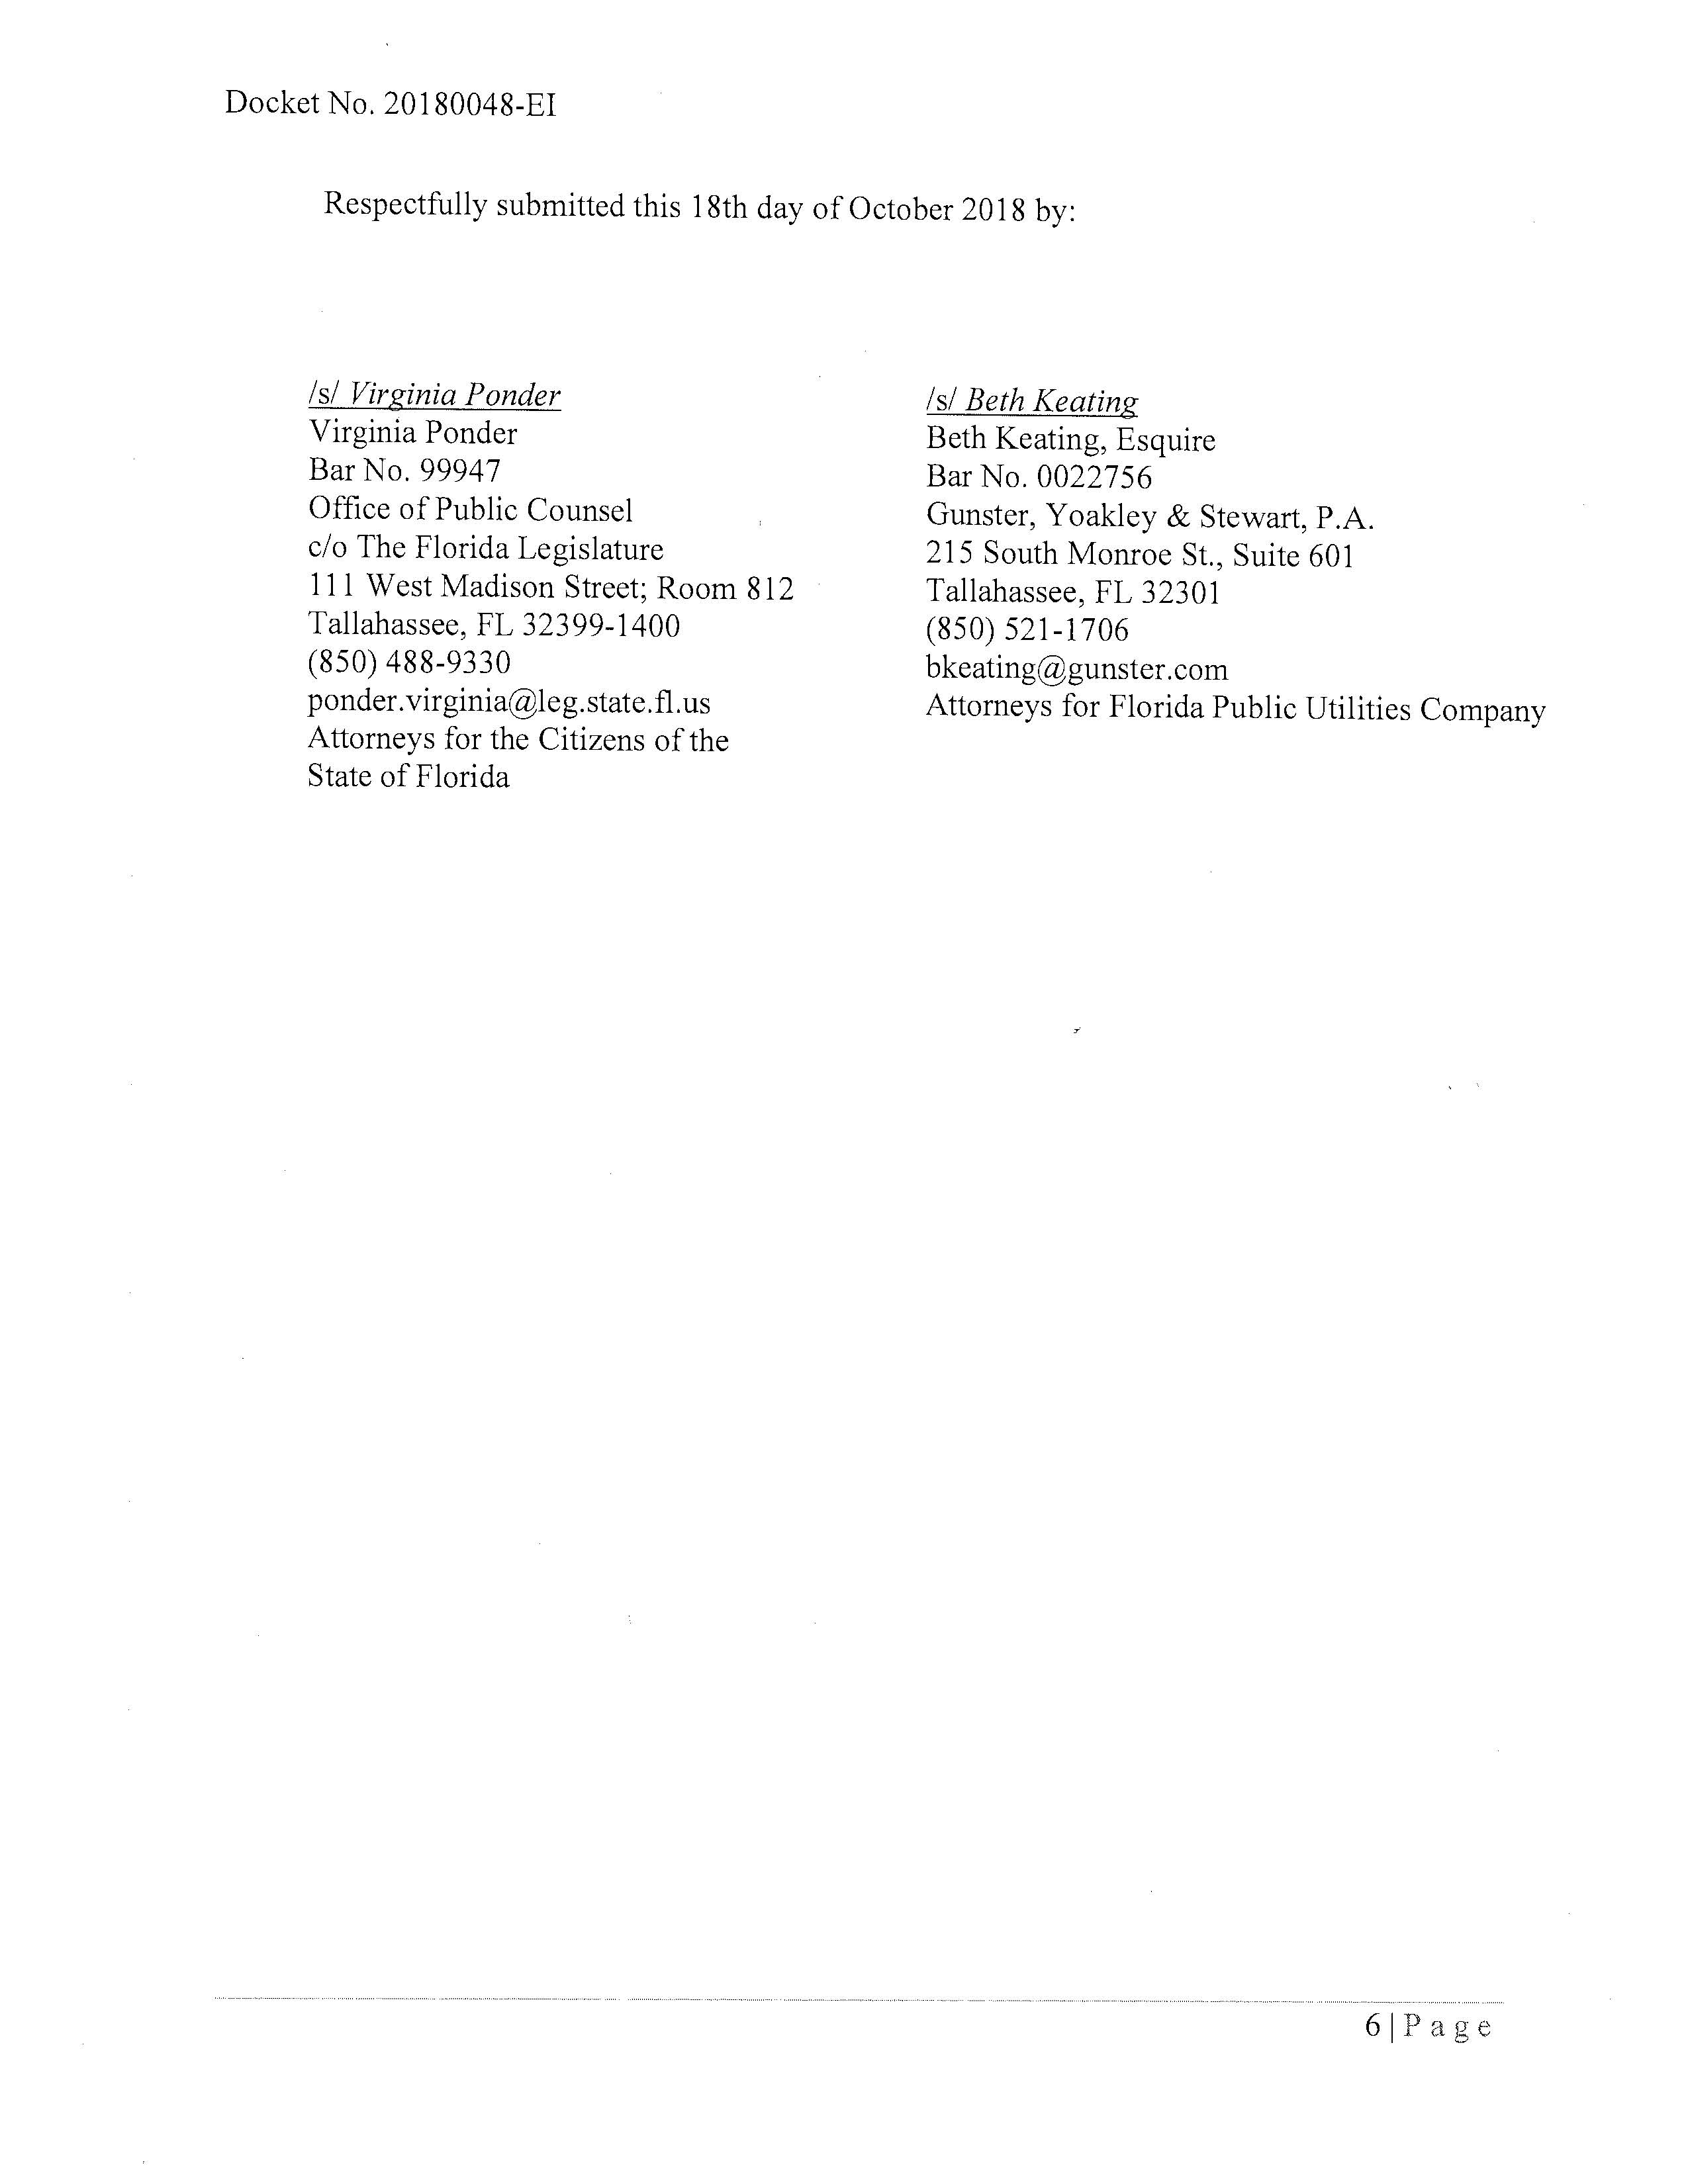 Docket No. 20180048-EI
Respectfully submitted this 18th day of October 2018 by:
/s/ Virginia Ponder
Virginia Ponder
Bar No. 99947
Office of Public Counsel
c/o The Florida Legislature
111 West Madison Street; Room 812
Tallahassee, FL 32399-1400
(850) 488-9330
ponder.virginia@leg.state.fl.us
Attorneys for the Citizens of the
State of Florida
/s/ Beth Keating
Beth Keating, Esquire
Bar No. 0022756
Gunster, Yoakley & Stewart, P.A.
215 South Monroe St., Suite 601
Tallahassee, FL 32301
(850) 521-1706
bkeating@gunster.com
Attorneys for Florida Public Utilities Company
6 | P a g e